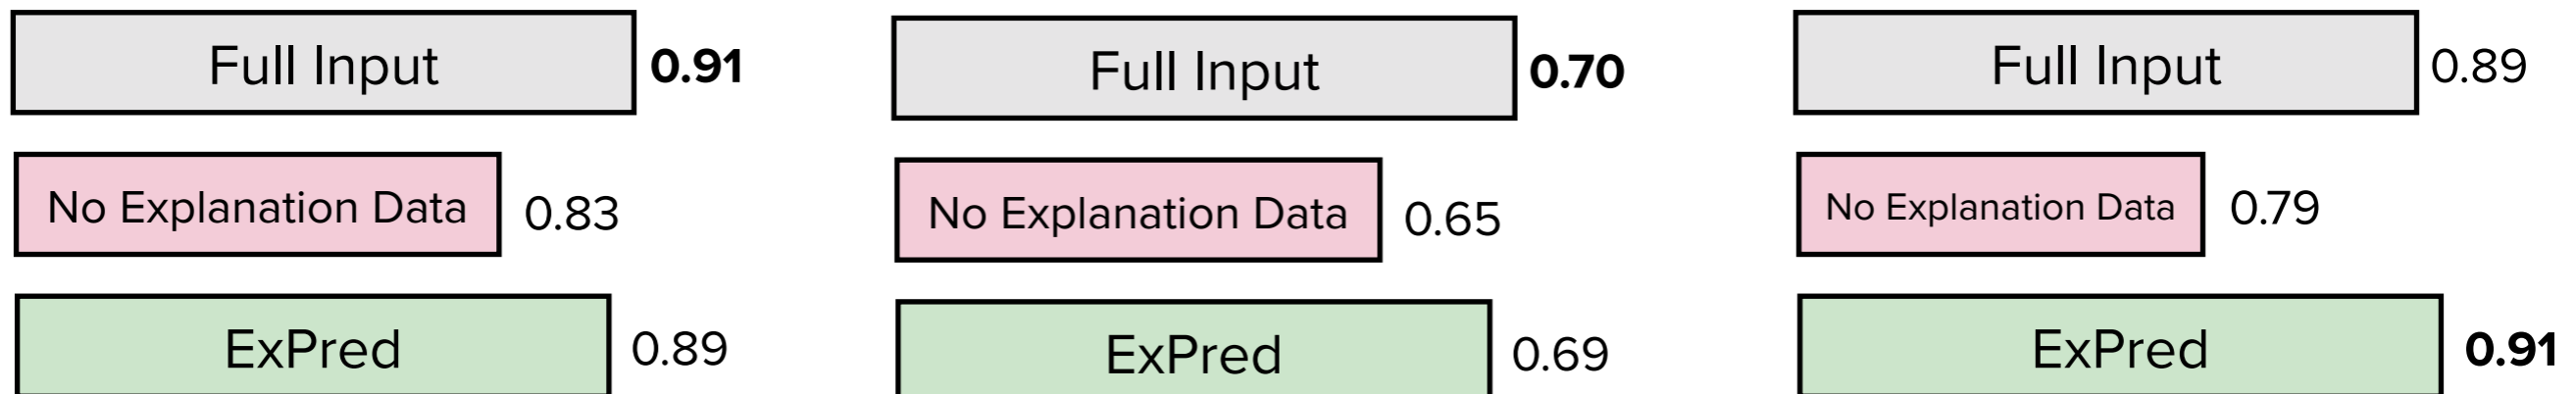 Full Input 0.91
No Explanation Data 0.83
ExPred 0.89
Full Input 0.70
No Explanation Data 0.65
ExPred 0.69
Full Input 0.89
No Explanation Data 0.79
ExPred 0.91